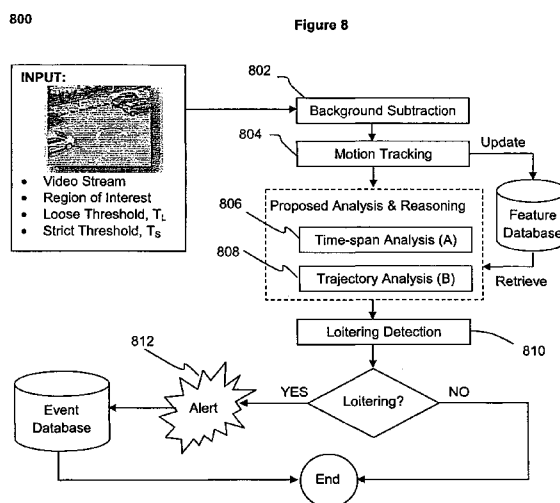 800
Figure 8
INPUT:
• Video Stream
• Region of Interest
• Loose Threshold, TL
• Strict Threshold, TS
802
Background Subtraction
804
Motion Tracking
Update
Feature
Database
Retrieve
Proposed Analysis & Reasoning
806
Time-span Analysis (A)
808
Trajectory Analysis (B)
Loitering Detection
810
812
Alert
YES
Loitering?
NO
Event
Database
End